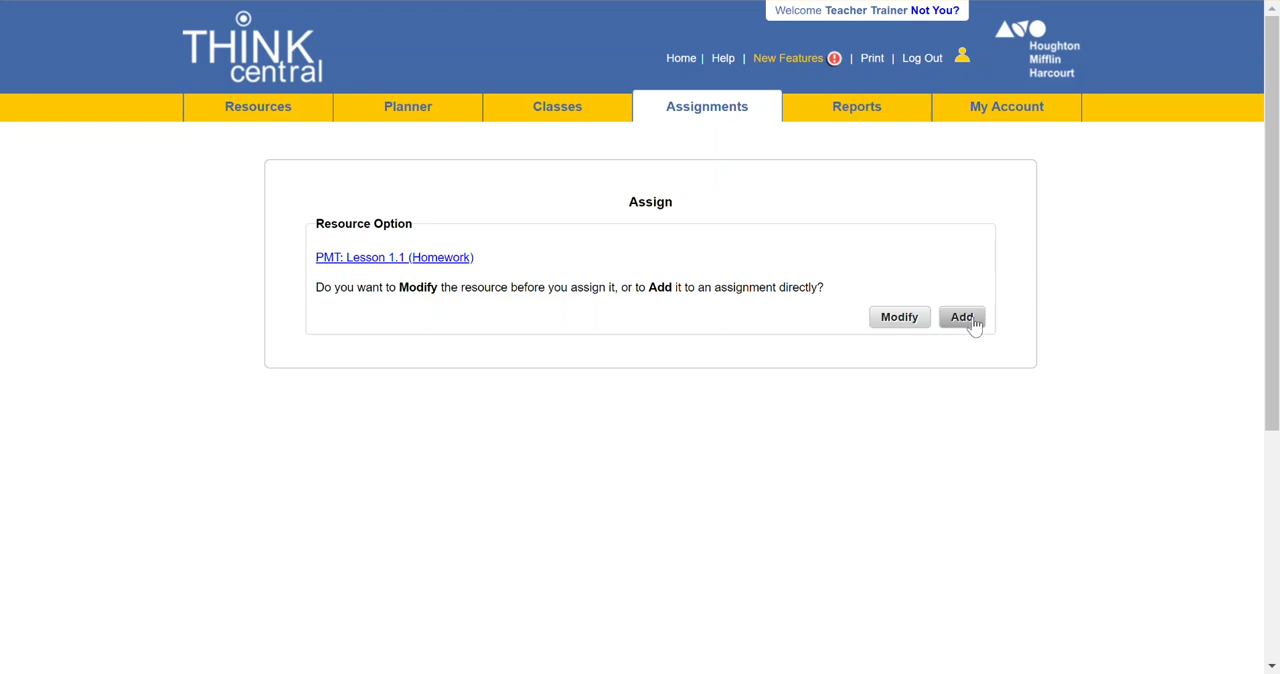 Welcome Teacher Trainer Not You?
THINK
central
Home | Help | New Features ! | Print | Log Out
Houghton
Mifflin
Harcourt
Resources Planner Classes Assignments Reports My Account
Assign
Resource Option
PMT: Lesson 1.1 (Homework)
Do you want to Modify the resource before you assign it, or to Add it to an assignment directly?
Modify Add